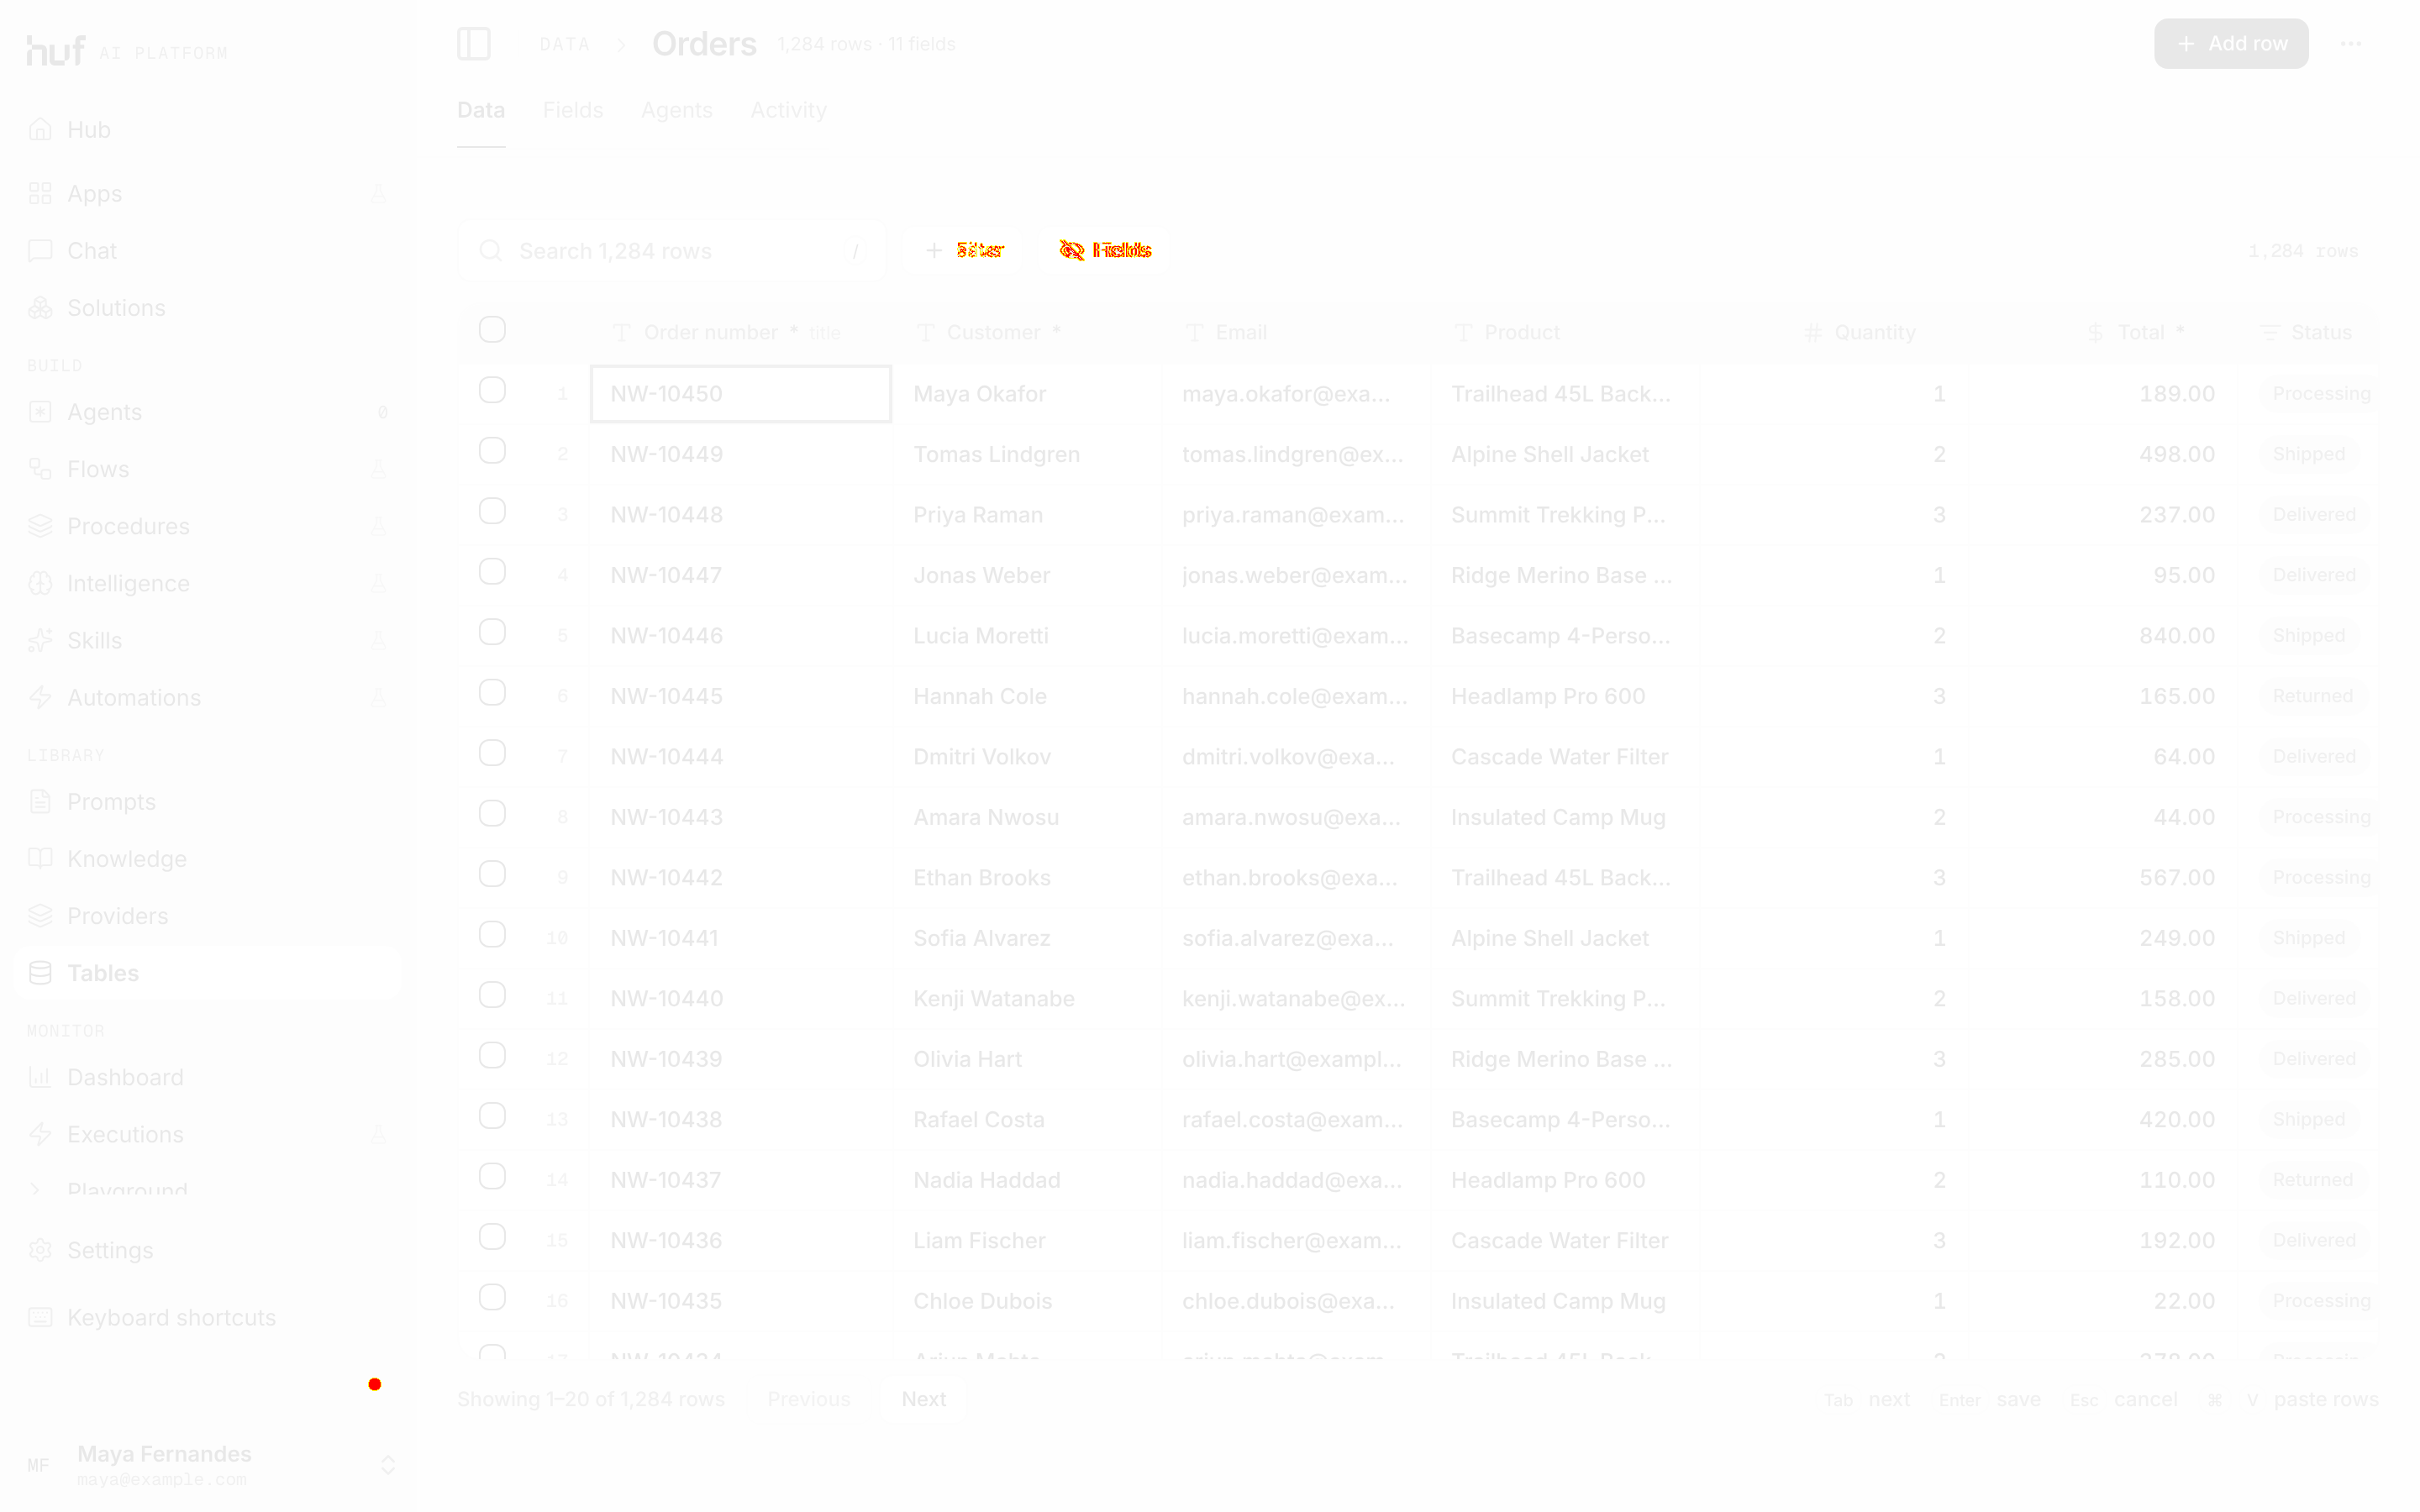 huf AI PLATFORM
Hub
Apps
Chat
Solutions
BUILD
Agents 0
Flows
Procedures
Intelligence
Skills
Automations
LIBRARY
Prompts
Knowledge
Providers
Tables
MONITOR
Dashboard
Executions
Playground
Settings
Keyboard shortcuts
MF Maya Fernandes
maya@example.com
DATA > Orders 1,284 rows · 11 fields
+ Add row ...
Data Fields Agents Activity
Search 1,284 rows /
+ Filter Fields
1,284 rows
Order number * title Customer * Email Product # Quantity $ Total * Status
1 NW-10450 Maya Okafor maya.okafor@exa... Trailhead 45L Back... 1 189.00 Processing
2 NW-10449 Tomas Lindgren tomas.lindgren@ex... Alpine Shell Jacket 2 498.00 Shipped
3 NW-10448 Priya Raman priya.raman@exam... Summit Trekking P... 3 237.00 Delivered
4 NW-10447 Jonas Weber jonas.weber@exam... Ridge Merino Base ... 1 95.00 Delivered
5 NW-10446 Lucia Moretti lucia.moretti@exam... Basecamp 4-Perso... 2 840.00 Shipped
6 NW-10445 Hannah Cole hannah.cole@exam... Headlamp Pro 600 3 165.00 Returned
7 NW-10444 Dmitri Volkov dmitri.volkov@exa... Cascade Water Filter 1 64.00 Delivered
8 NW-10443 Amara Nwosu amara.nwosu@exa... Insulated Camp Mug 2 44.00 Processing
9 NW-10442 Ethan Brooks ethan.brooks@exa... Trailhead 45L Back... 3 567.00 Processing
10 NW-10441 Sofia Alvarez sofia.alvarez@exa... Alpine Shell Jacket 1 249.00 Shipped
11 NW-10440 Kenji Watanabe kenji.watanabe@ex... Summit Trekking P... 2 158.00 Delivered
12 NW-10439 Olivia Hart olivia.hart@exampl... Ridge Merino Base ... 3 285.00 Delivered
13 NW-10438 Rafael Costa rafael.costa@exam... Basecamp 4-Perso... 1 420.00 Shipped
14 NW-10437 Nadia Haddad nadia.haddad@exa... Headlamp Pro 600 2 110.00 Returned
15 NW-10436 Liam Fischer liam.fischer@exam... Cascade Water Filter 3 192.00 Delivered
16 NW-10435 Chloe Dubois chloe.dubois@exa... Insulated Camp Mug 1 22.00 Processing
Showing 1–20 of 1,284 rows Previous Next
Tab next Enter save Esc cancel ⌘ V paste rows